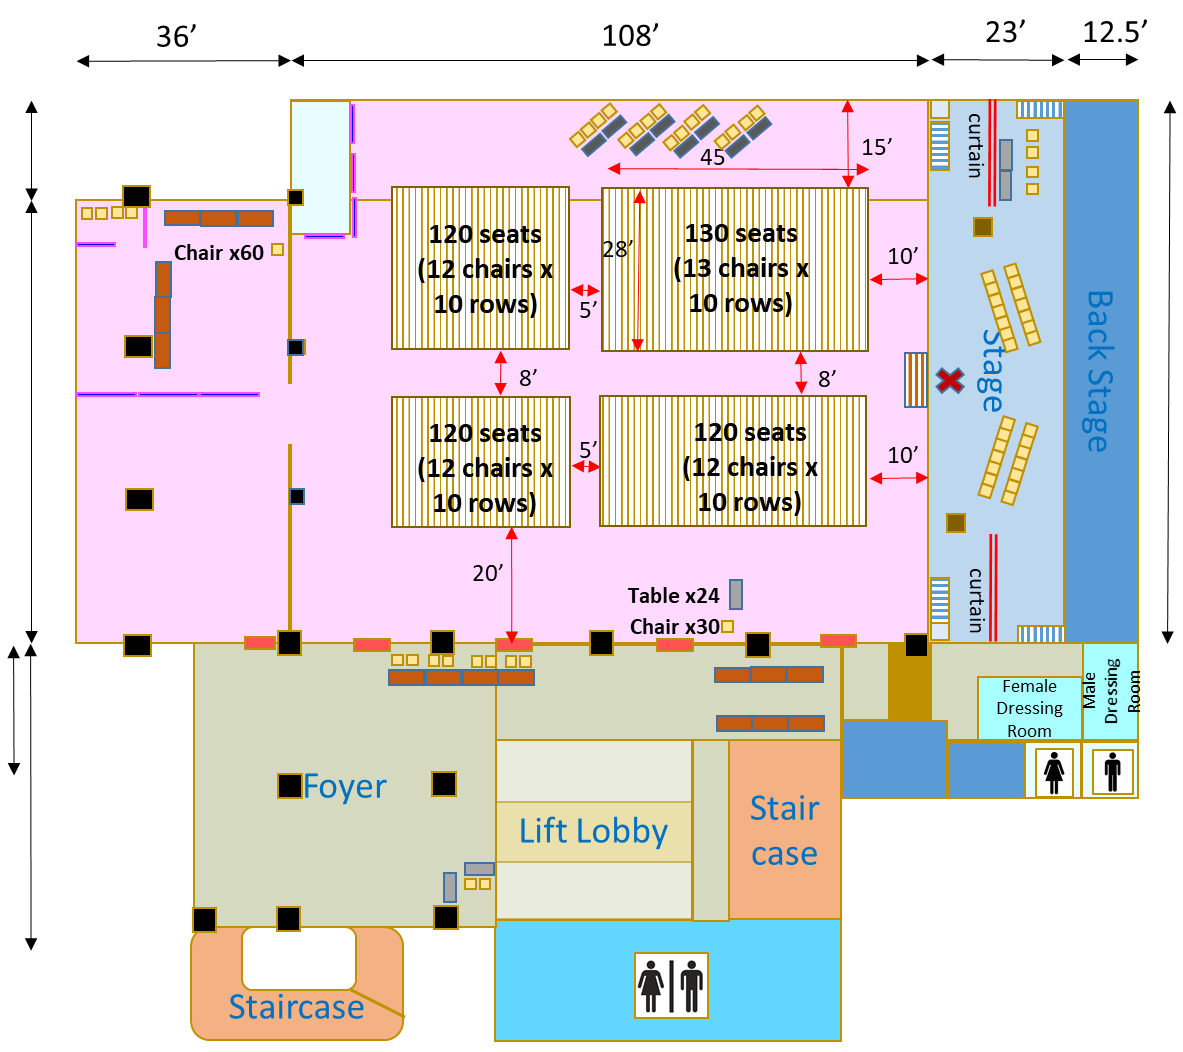 36’
108’
23’
12.5’
curtain
15’
45
Chair x60
120 seats
(12 chairs x
10 rows)
28’
130 seats
(13 chairs x
10 rows)
10’
5’
Stage
Back Stage
8’
8’
120 seats
(12 chairs x
10 rows)
5’
120 seats
(12 chairs x
10 rows)
10’
20’
Table x24
Chair x30
curtain
Female
Dressing
Room
Male
Dressing
Room
Foyer
Lift Lobby
Stair
case
Staircase